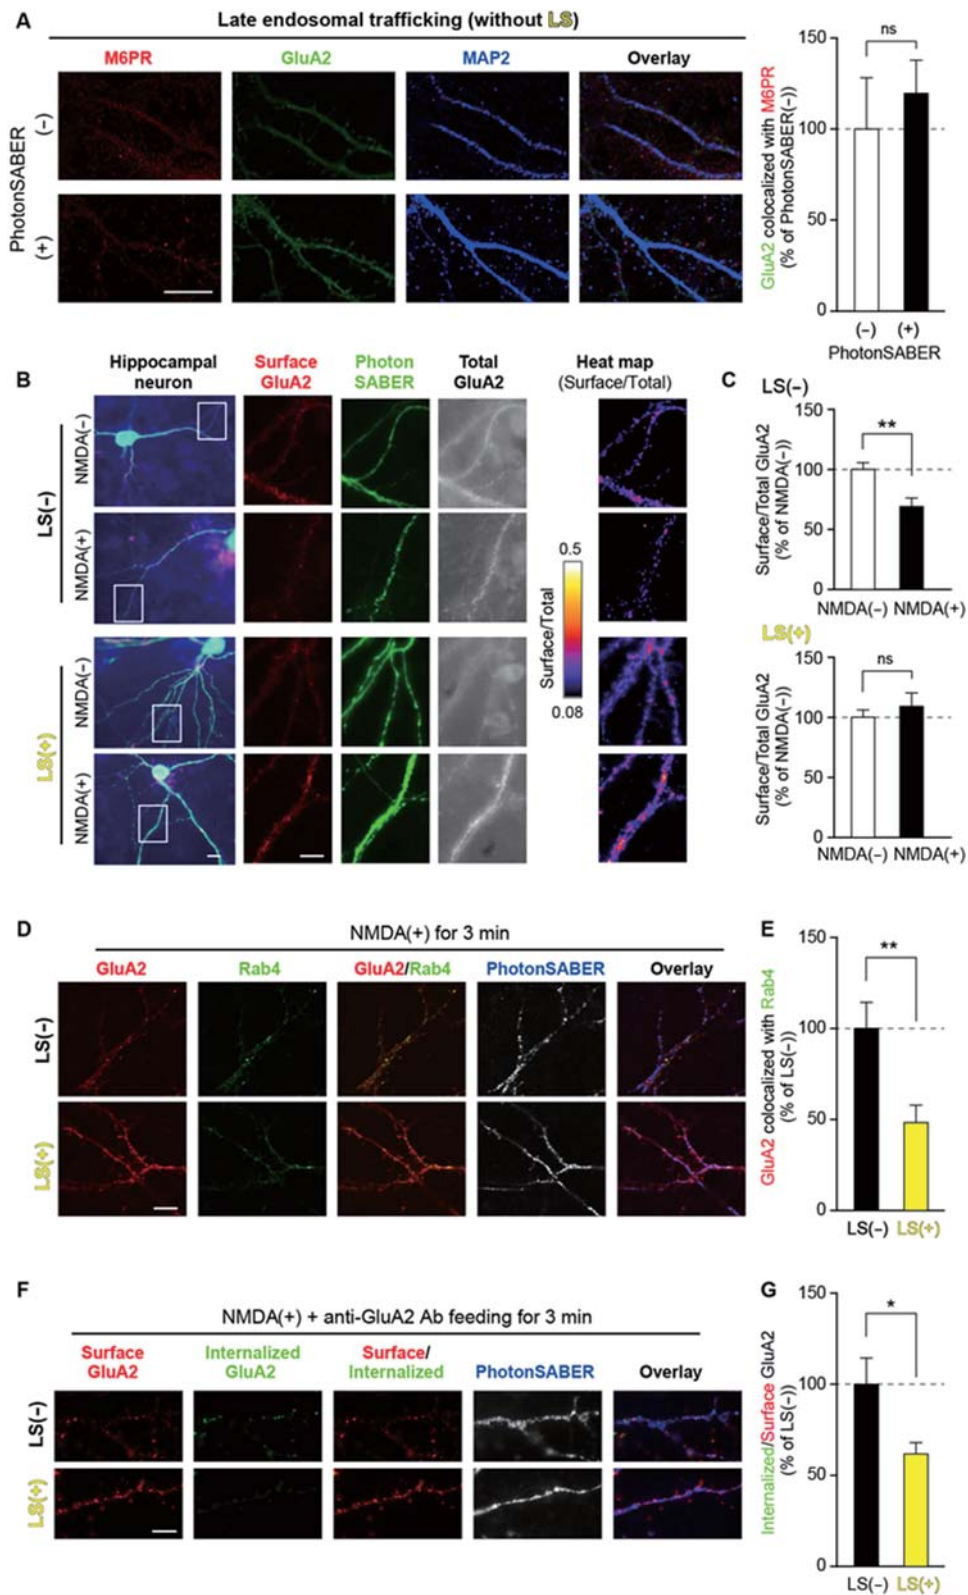 A
Late endosomal trafficking (without LS)
M6PR GluA2 MAP2 Overlay
PhotonSABER
(−)
(+)
GluA2 colocalized with M6PR
(% of PhotonSABER(−))
150
100
50
0
ns
(−) (+)
PhotonSABER
B
Hippocampal
neuron
Surface
GluA2
Photon
SABER
Total
GluA2
Heat map
(Surface/Total)
LS(-)
NMDA(−)
NMDA(+)
LS(+)
NMDA(−)
NMDA(+)
0.5
Surface/Total
0.08
C
LS(−)
Surface/Total GluA2
(% of NMDA(−))
150
100
50
0
**
NMDA(−) NMDA(+)
LS(+)
Surface/Total GluA2
(% of NMDA(−))
150
100
50
0
ns
NMDA(−) NMDA(+)
D
NMDA(+) for 3 min
GluA2 Rab4 GluA2/Rab4 PhotonSABER Overlay
LS(−)
LS(+)
E
GluA2 colocalized with Rab4
(% of LS(−))
150
100
50
0
**
LS(−) LS(+)
F
NMDA(+) + anti-GluA2 Ab feeding for 3 min
Surface
GluA2
Internalized
GluA2
Surface/
Internalized
PhotonSABER
Overlay
LS(−)
LS(+)
G
Internalized/Surface GluA2
(% of LS(−))
150
100
50
0
*
LS(−) LS(+)